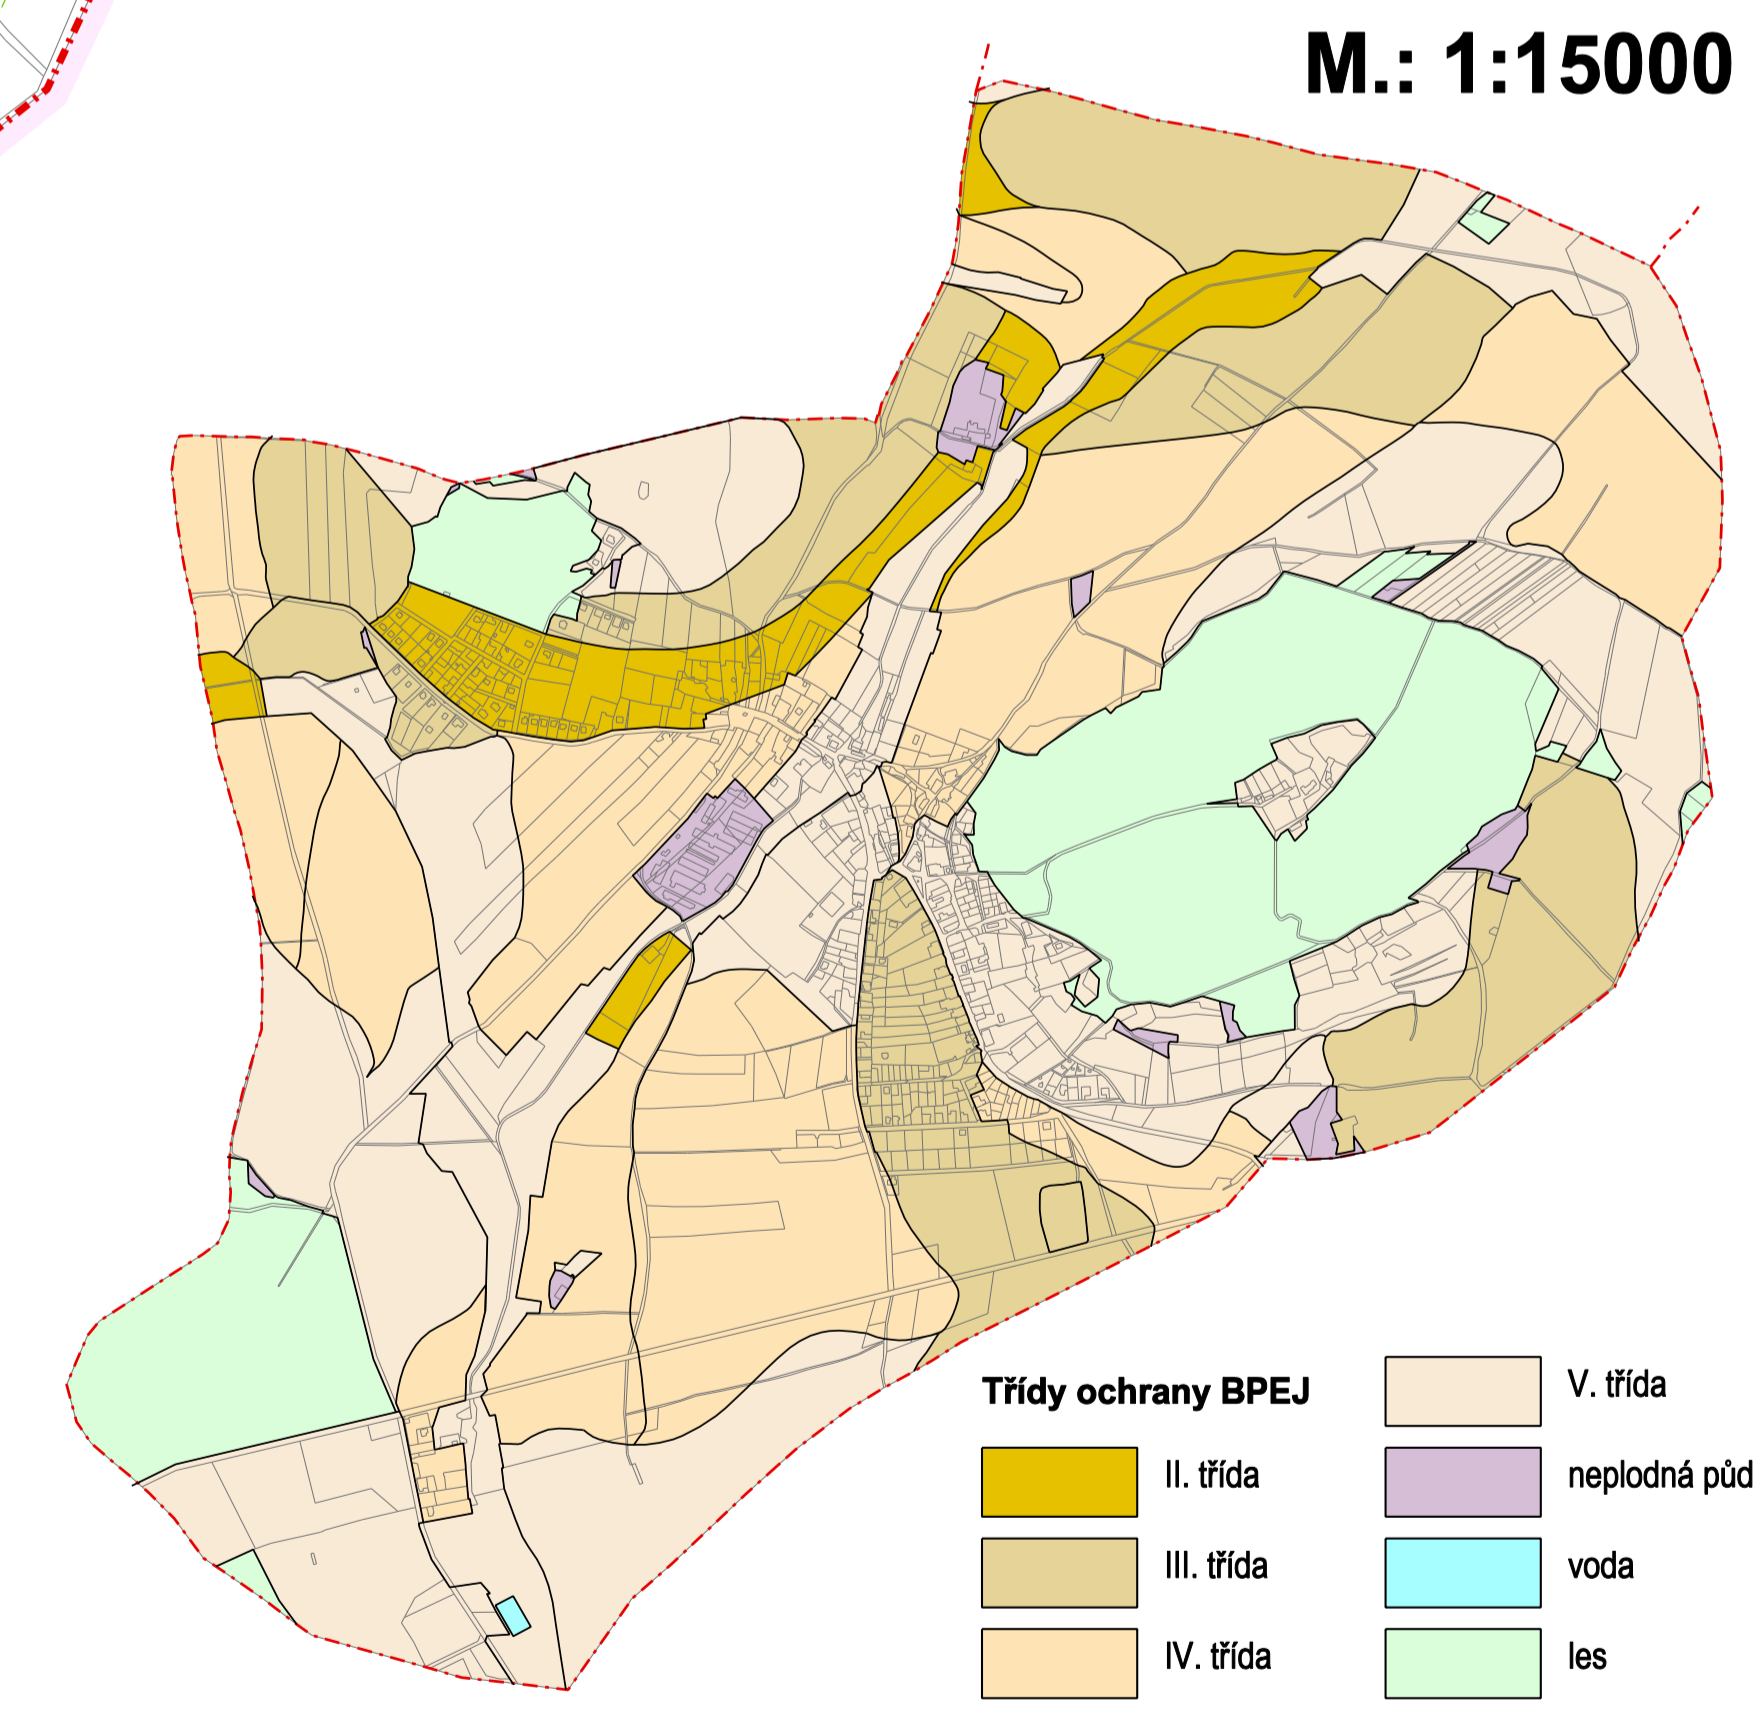 M.: 1:15000
Třídy ochrany BPEJ
II. třída
III. třída
IV. třída
V. třída
neplodná půd
voda
les